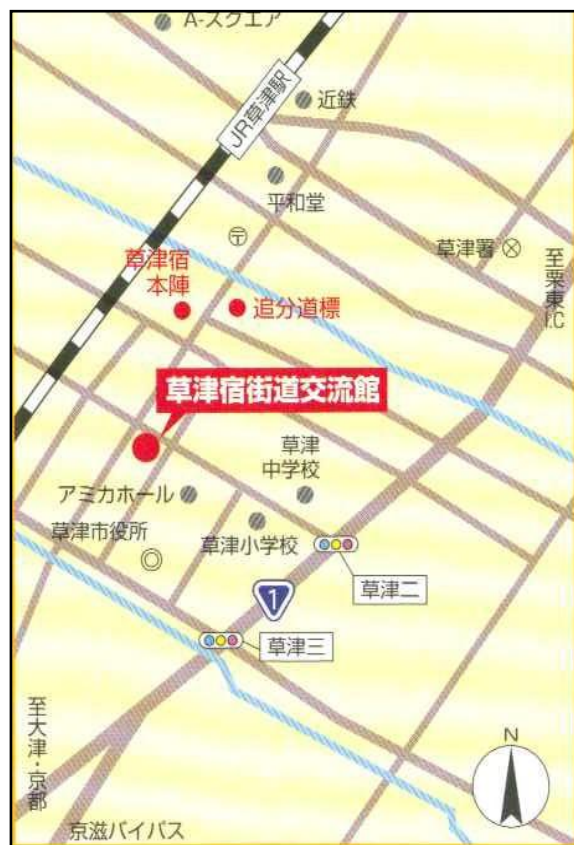 A-スクエア
近鉄
JR草津駅
平和堂
〒
草津署
至栗東I.C
草津宿
本陣
追分道標
草津宿街道交流館
草津
中学校
アミカホール
草津市役所
草津小学校
草津二
1
草津三
至大津・京都
N
京滋バイパス